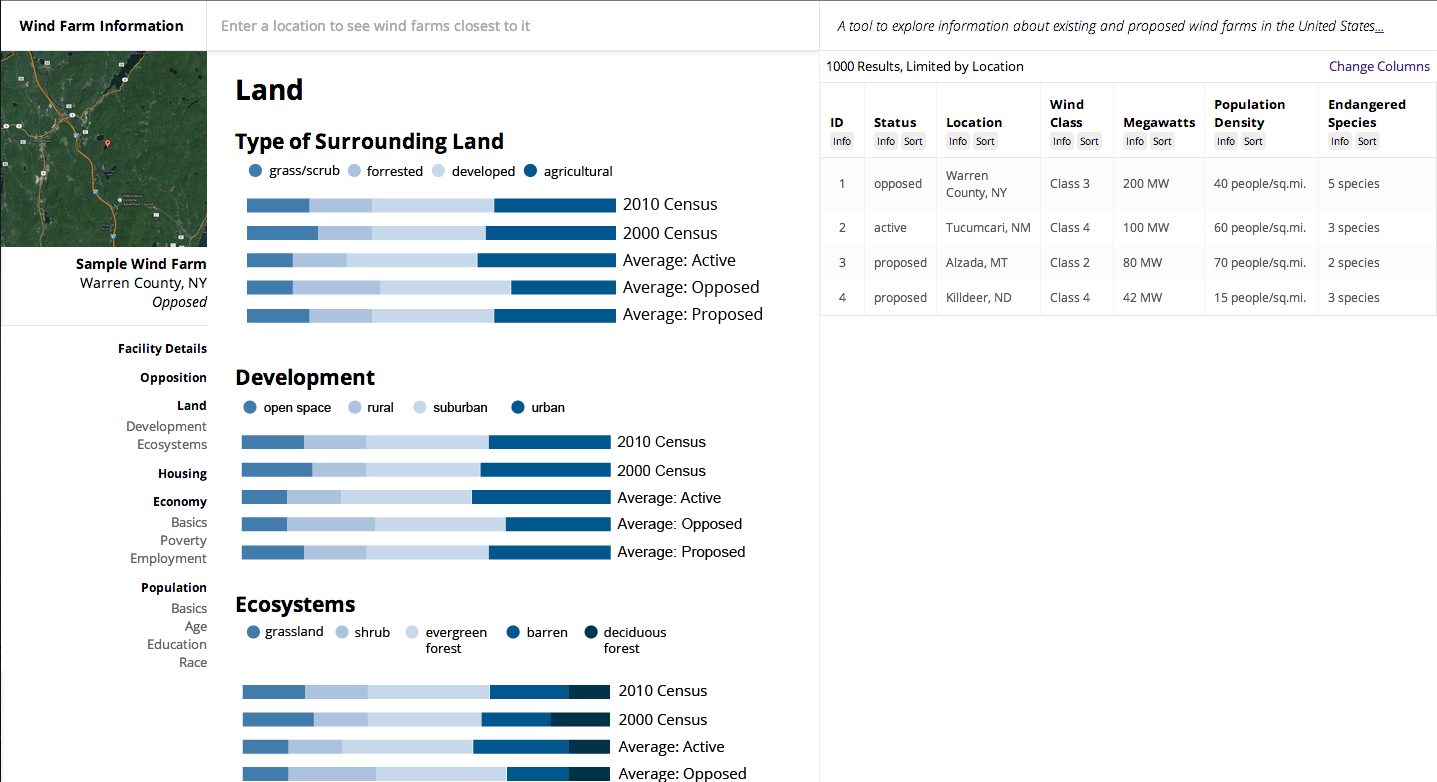 Wind Farm Information
Enter a location to see wind farms closest to it
A tool to explore information about existing and proposed wind farms in the United States...
Sample Wind Farm
Warren County, NY
Opposed
Facility Details
Opposition
Land
Development
Ecosystems
Housing
Economy
Basics
Poverty
Employment
Population
Basics
Age
Education
Race
Land
Type of Surrounding Land
grass/scrub forrested developed agricultural
2010 Census
2000 Census
Average: Active
Average: Opposed
Average: Proposed
Development
open space rural suburban urban
2010 Census
2000 Census
Average: Active
Average: Opposed
Average: Proposed
Ecosystems
grassland shrub evergreen barren deciduous
forest forest
2010 Census
2000 Census
Average: Active
Average: Opposed
1000 Results, Limited by Location Change Columns
Wind Population Endangered
ID Status Location Class Megawatts Density Species
Info Info Sort Info Sort Info Sort Info Sort Info Sort Info Sort
1 opposed Warren County, NY Class 3 200 MW 40 people/sq.mi. 5 species
2 active Tucumcari, NM Class 4 100 MW 60 people/sq.mi. 3 species
3 proposed Alzada, MT Class 2 80 MW 70 people/sq.mi. 2 species
4 proposed Killdeer, ND Class 4 42 MW 15 people/sq.mi. 3 species